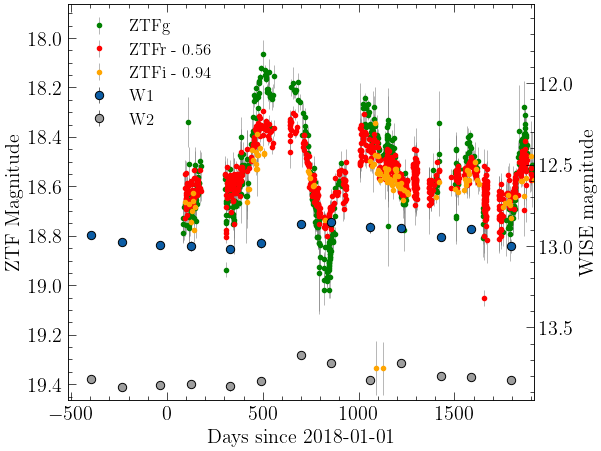 ZTFg
ZTFr - 0.56
ZTFi - 0.94
W1
W2
18.0
18.2
18.4
18.6
18.8
19.0
19.2
19.4
ZTF Magnitude
12.0
12.5
13.0
13.5
WISE magnitude
−500 0 500 1000 1500
Days since 2018-01-01